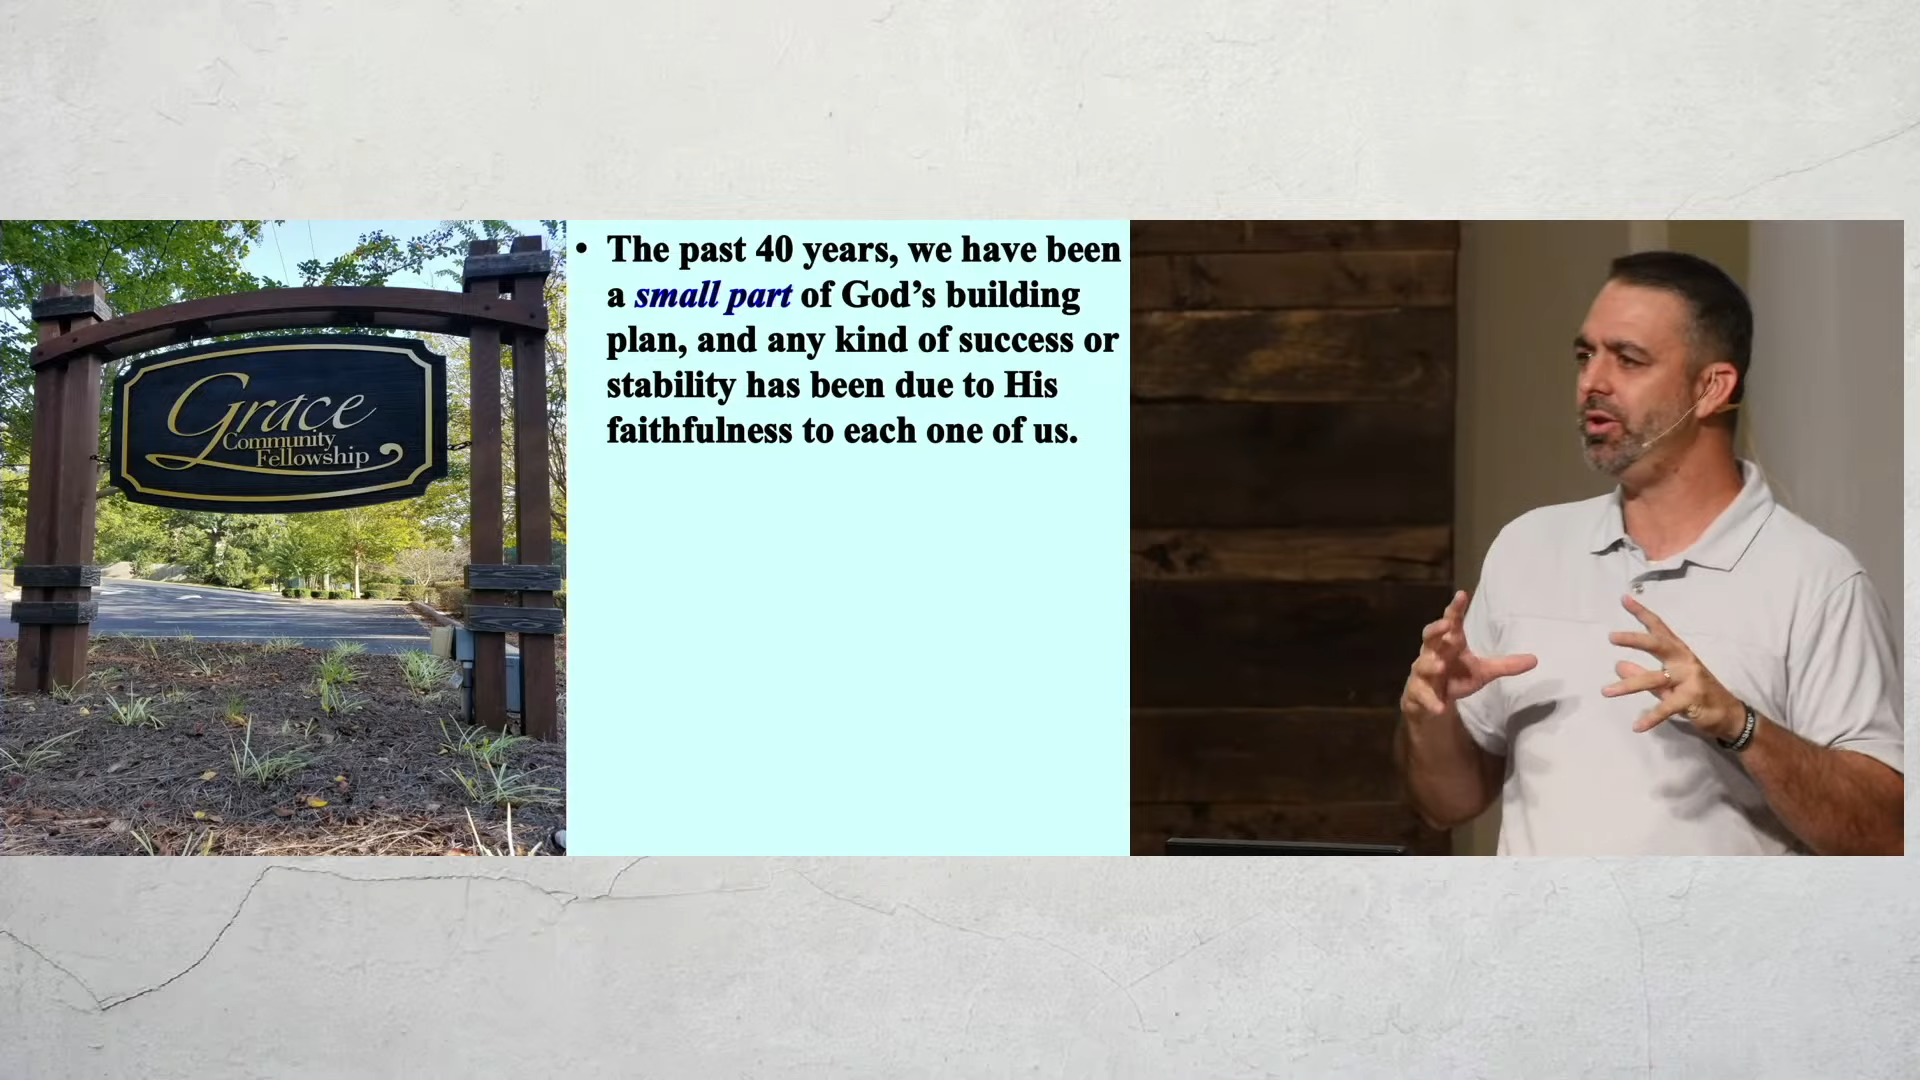 Grace
Community
Fellowship
• The past 40 years, we have been
a small part of God’s building
plan, and any kind of success or
stability has been due to His
faithfulness to each one of us.